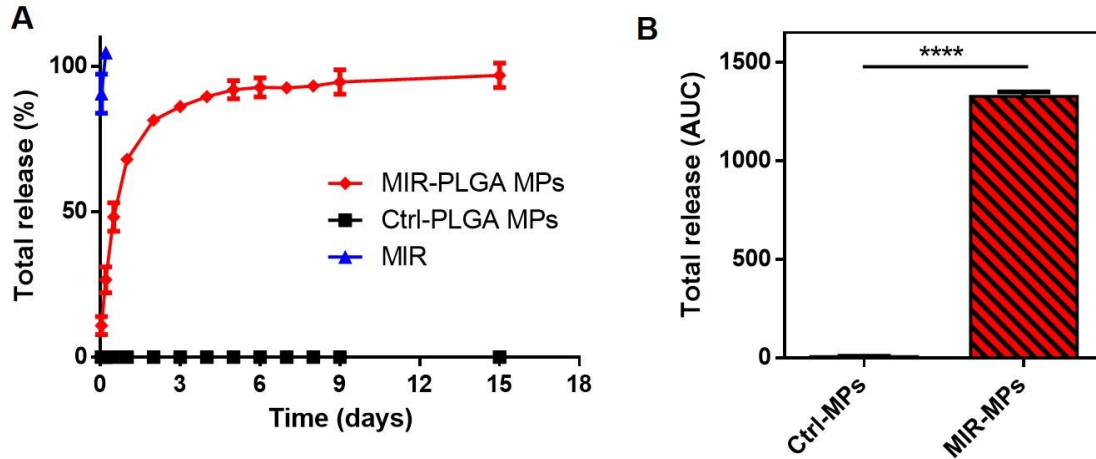 A
Total release (%)
100
50
0
MIR-PLGA MPs
Ctrl-PLGA MPs
MIR
0 3 6 9 12 15 18
Time (days)
B
Total release (AUC)
1500
1000
500
0
****
Ctrl-MPs
MIR-MPs